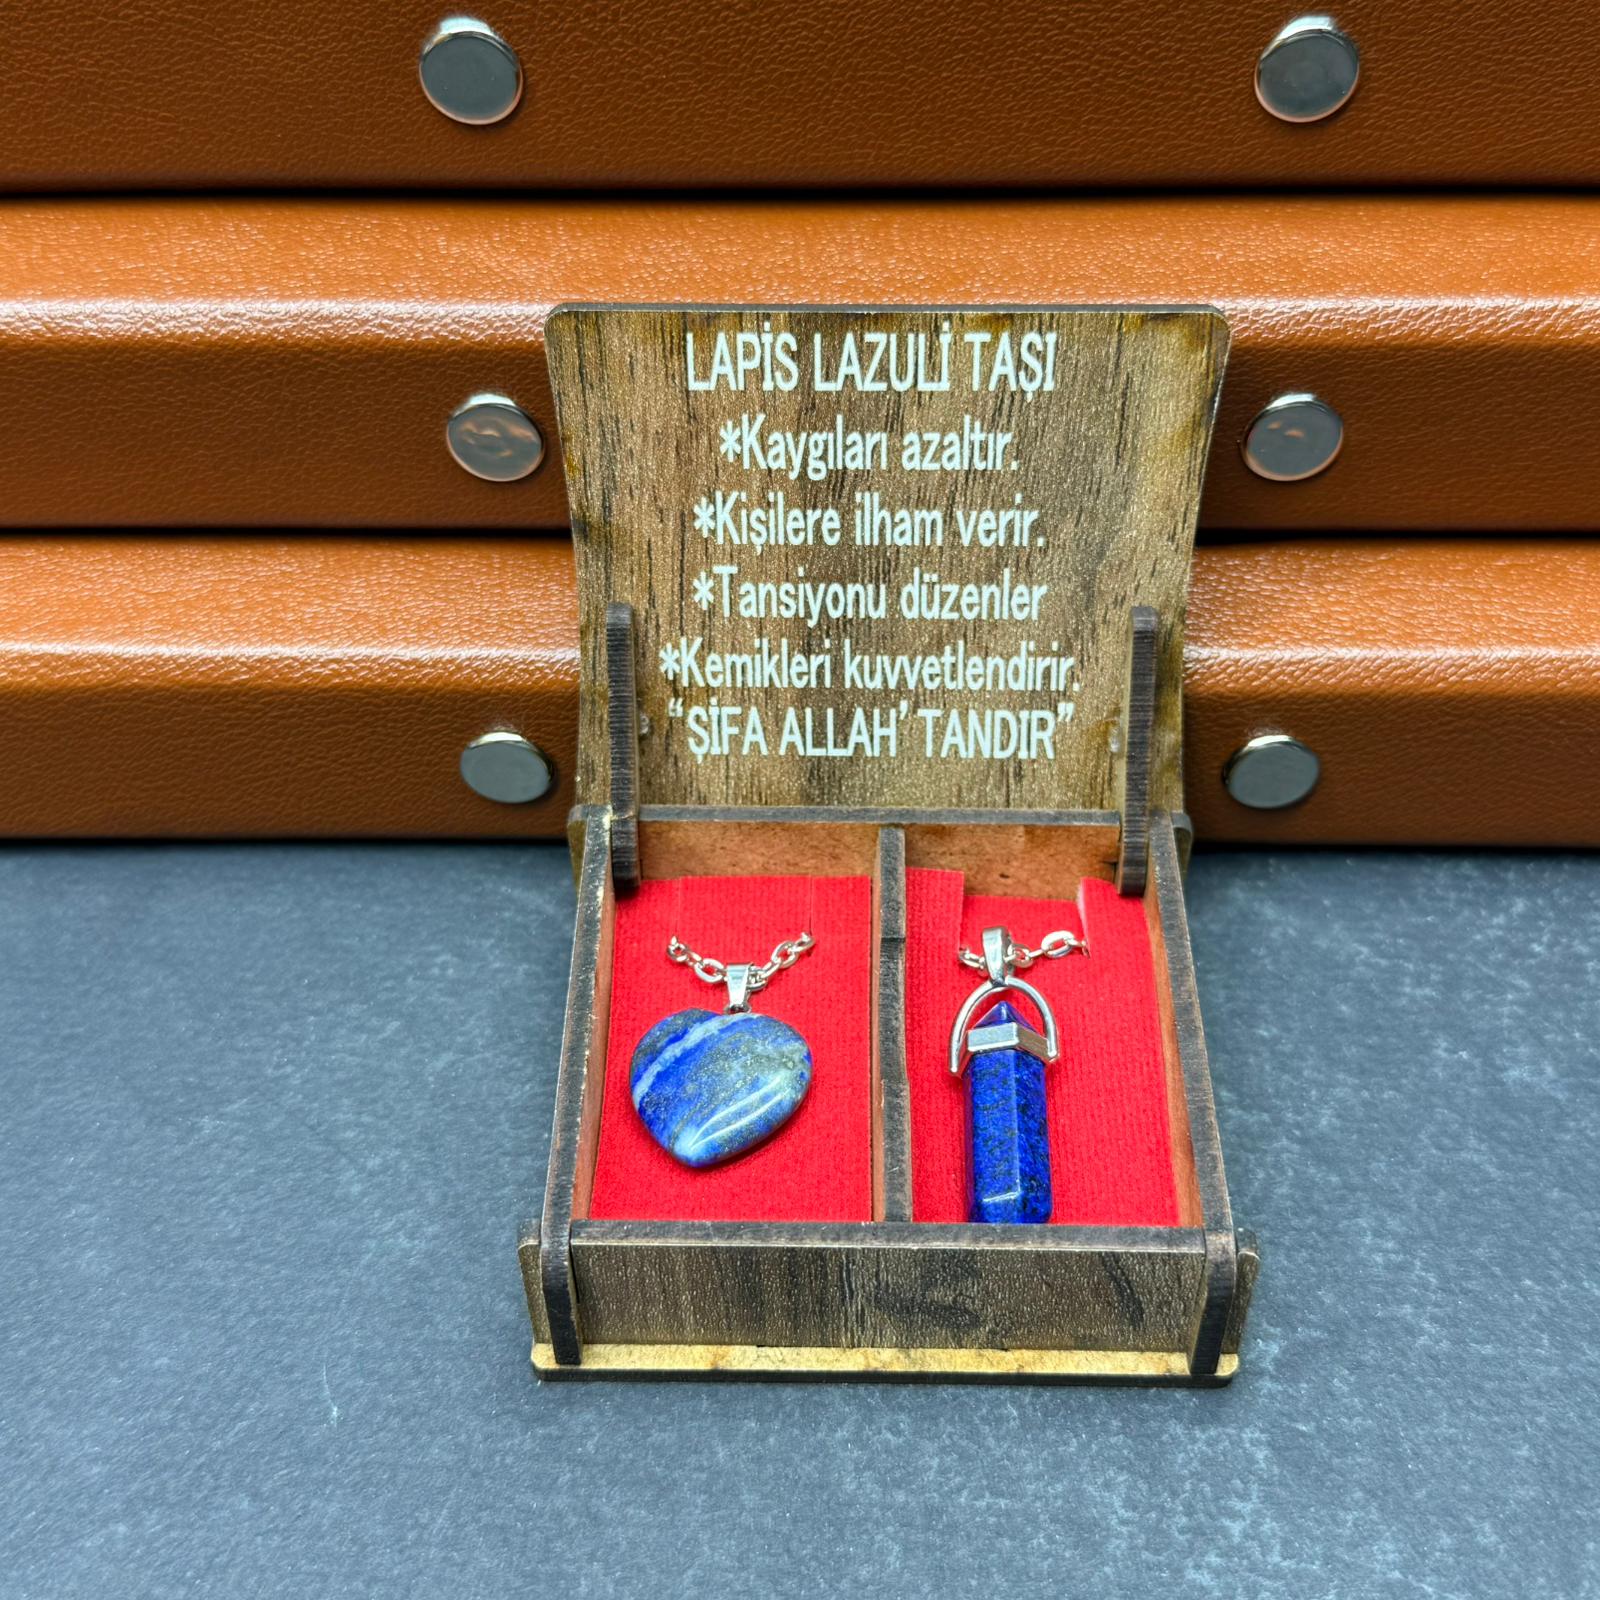 LAPİS LAZULİ TAŞI
*Kaygıları azaltır.
*Kişilere ilham verir.
*Tansiyonu düzenler
*Kemikleri kuvvetlendirir.
“ŞİFA ALLAH’ TANDIR”